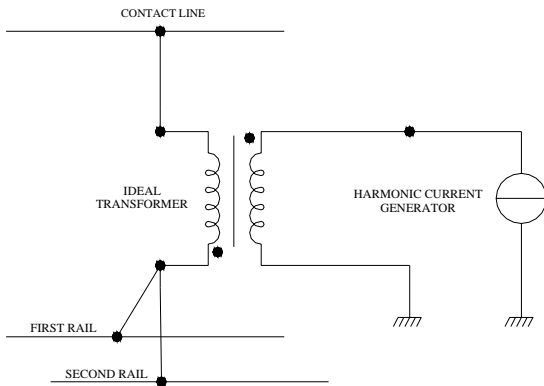 CONTACT LINE
IDEAL
TRANSFORMER
HARMONIC CURRENT
GENERATOR
FIRST RAIL
SECOND RAIL